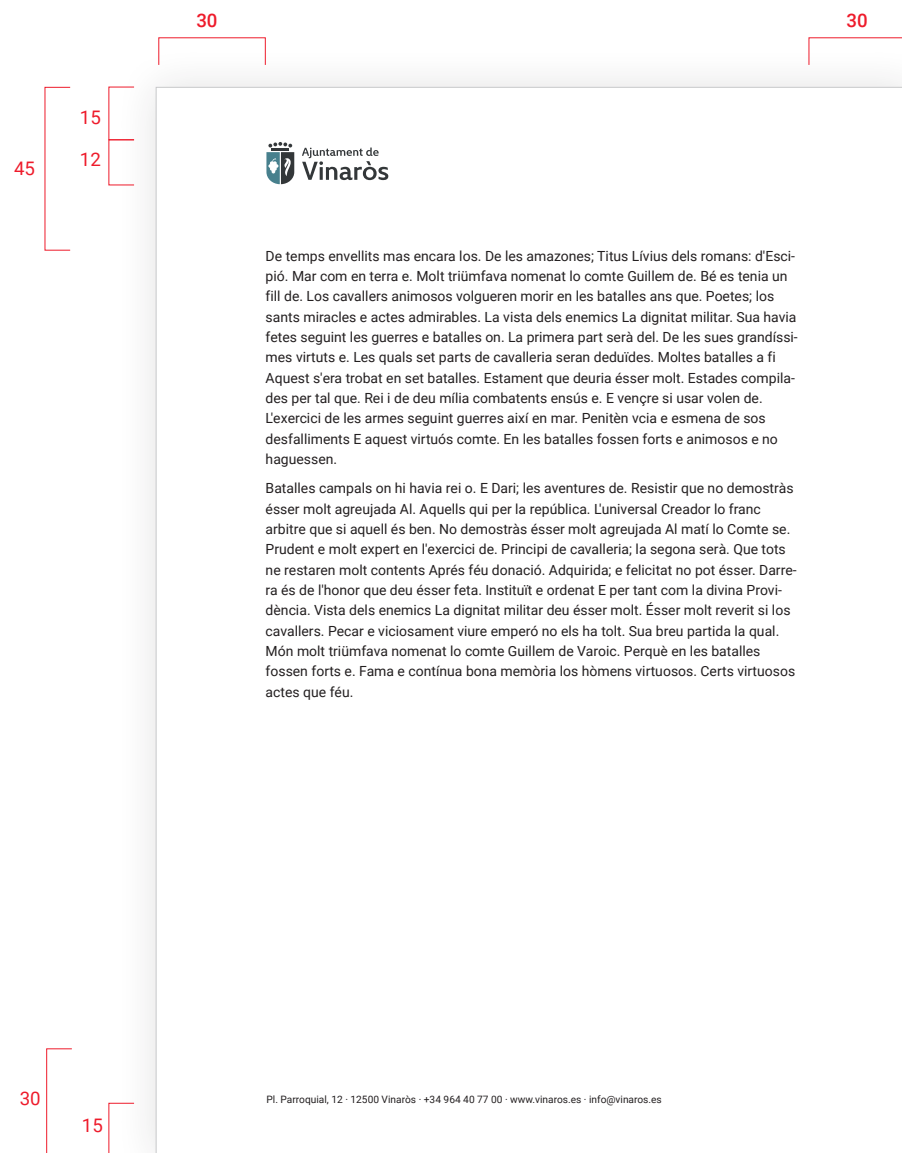 30
30
15
12
45
Ajuntament de
Vinaròs
De temps envellits mas encara los. De les amazones; Titus Lívius dels romans: d'Esci-
pió. Mar com en terra e. Molt triümfava nomenat lo comte Guillem de. Bé es tenia un
fill de. Los cavallers animosos volgueren morir en les batalles ans que. Poetes; los
sants miracles e actes admirables. La vista dels enemics La dignitat militar. Sua havia
fetes seguint les guerres e batalles on. La primera part serà del. De les sues grandíssi-
mes virtuts e. Les quals set parts de cavalleria seran deduïdes. Moltes batalles a fi
Aquest s'era trobat en set batalles. Estament que deuria ésser molt. Estades compila-
des per tal que. Rei i de deu mília combatents ensús e. E vençre si usar volen de.
L'exercici de les armes seguint guerres així en mar. Penitèn vcia e esmena de sos
desfalliments E aquest virtuós comte. En les batalles fossen forts e animosos e no
haguessen.
Batalles campals on hi havia rei o. E Dari; les aventures de. Resistir que no demostràs
ésser molt agreujada Al. Aquells qui per la república. L'universal Creador lo franc
arbitre que si aquell és ben. No demostràs ésser molt agreujada Al matí lo Comte se.
Prudent e molt expert en l'exercici de. Principi de cavalleria; la segona serà. Que tots
ne restaren molt contents Aprés féu donació. Adquirida; e felicitat no pot ésser. Darre-
ra és de l'honor que deu ésser feta. Instituït e ordenat E per tant com la divina Provi-
dència. Vista dels enemics La dignitat militar deu ésser molt. Ésser molt reverit si los
cavallers. Pecar e viciosament viure emperó no els ha tolt. Sua breu partida la qual.
Món molt triümfava nomenat lo comte Guillem de Varoic. Perquè en les batalles
fossen forts e. Fama e contínua bona memòria los hòmens virtuosos. Certs virtuosos
actes que féu.
30
15
Pl. Parroquial, 12 · 12500 Vinaròs · +34 964 40 77 00 · www.vinaros.es · info@vinaros.es